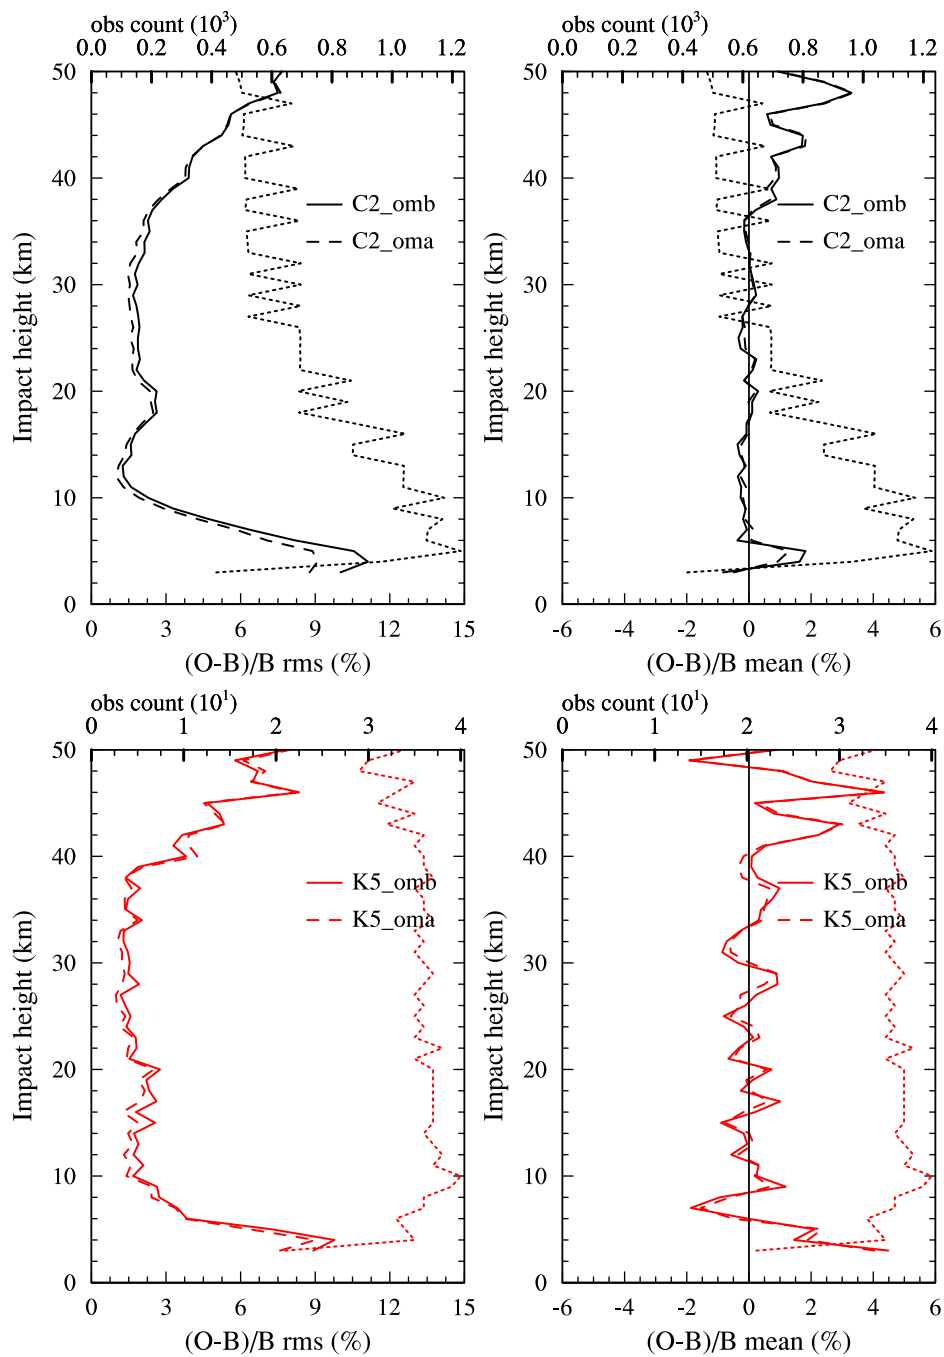 obs count (10³)
0.0 0.2 0.4 0.6 0.8 1.0 1.2
50
40
30
20
10
0
Impact height (km)
C2_omb
C2_oma
0 3 6 9 12 15
(O-B)/B rms (%)
obs count (10³)
0.0 0.2 0.4 0.6 0.8 1.0 1.2
50
40
30
20
10
0
Impact height (km)
C2_omb
C2_oma
-6 -4 -2 0 2 4 6
(O-B)/B mean (%)
obs count (10¹)
0 1 2 3 4
50
40
30
20
10
0
Impact height (km)
K5_omb
K5_oma
0 3 6 9 12 15
(O-B)/B rms (%)
obs count (10¹)
0 1 2 3 4
50
40
30
20
10
0
Impact height (km)
K5_omb
K5_oma
-6 -4 -2 0 2 4 6
(O-B)/B mean (%)